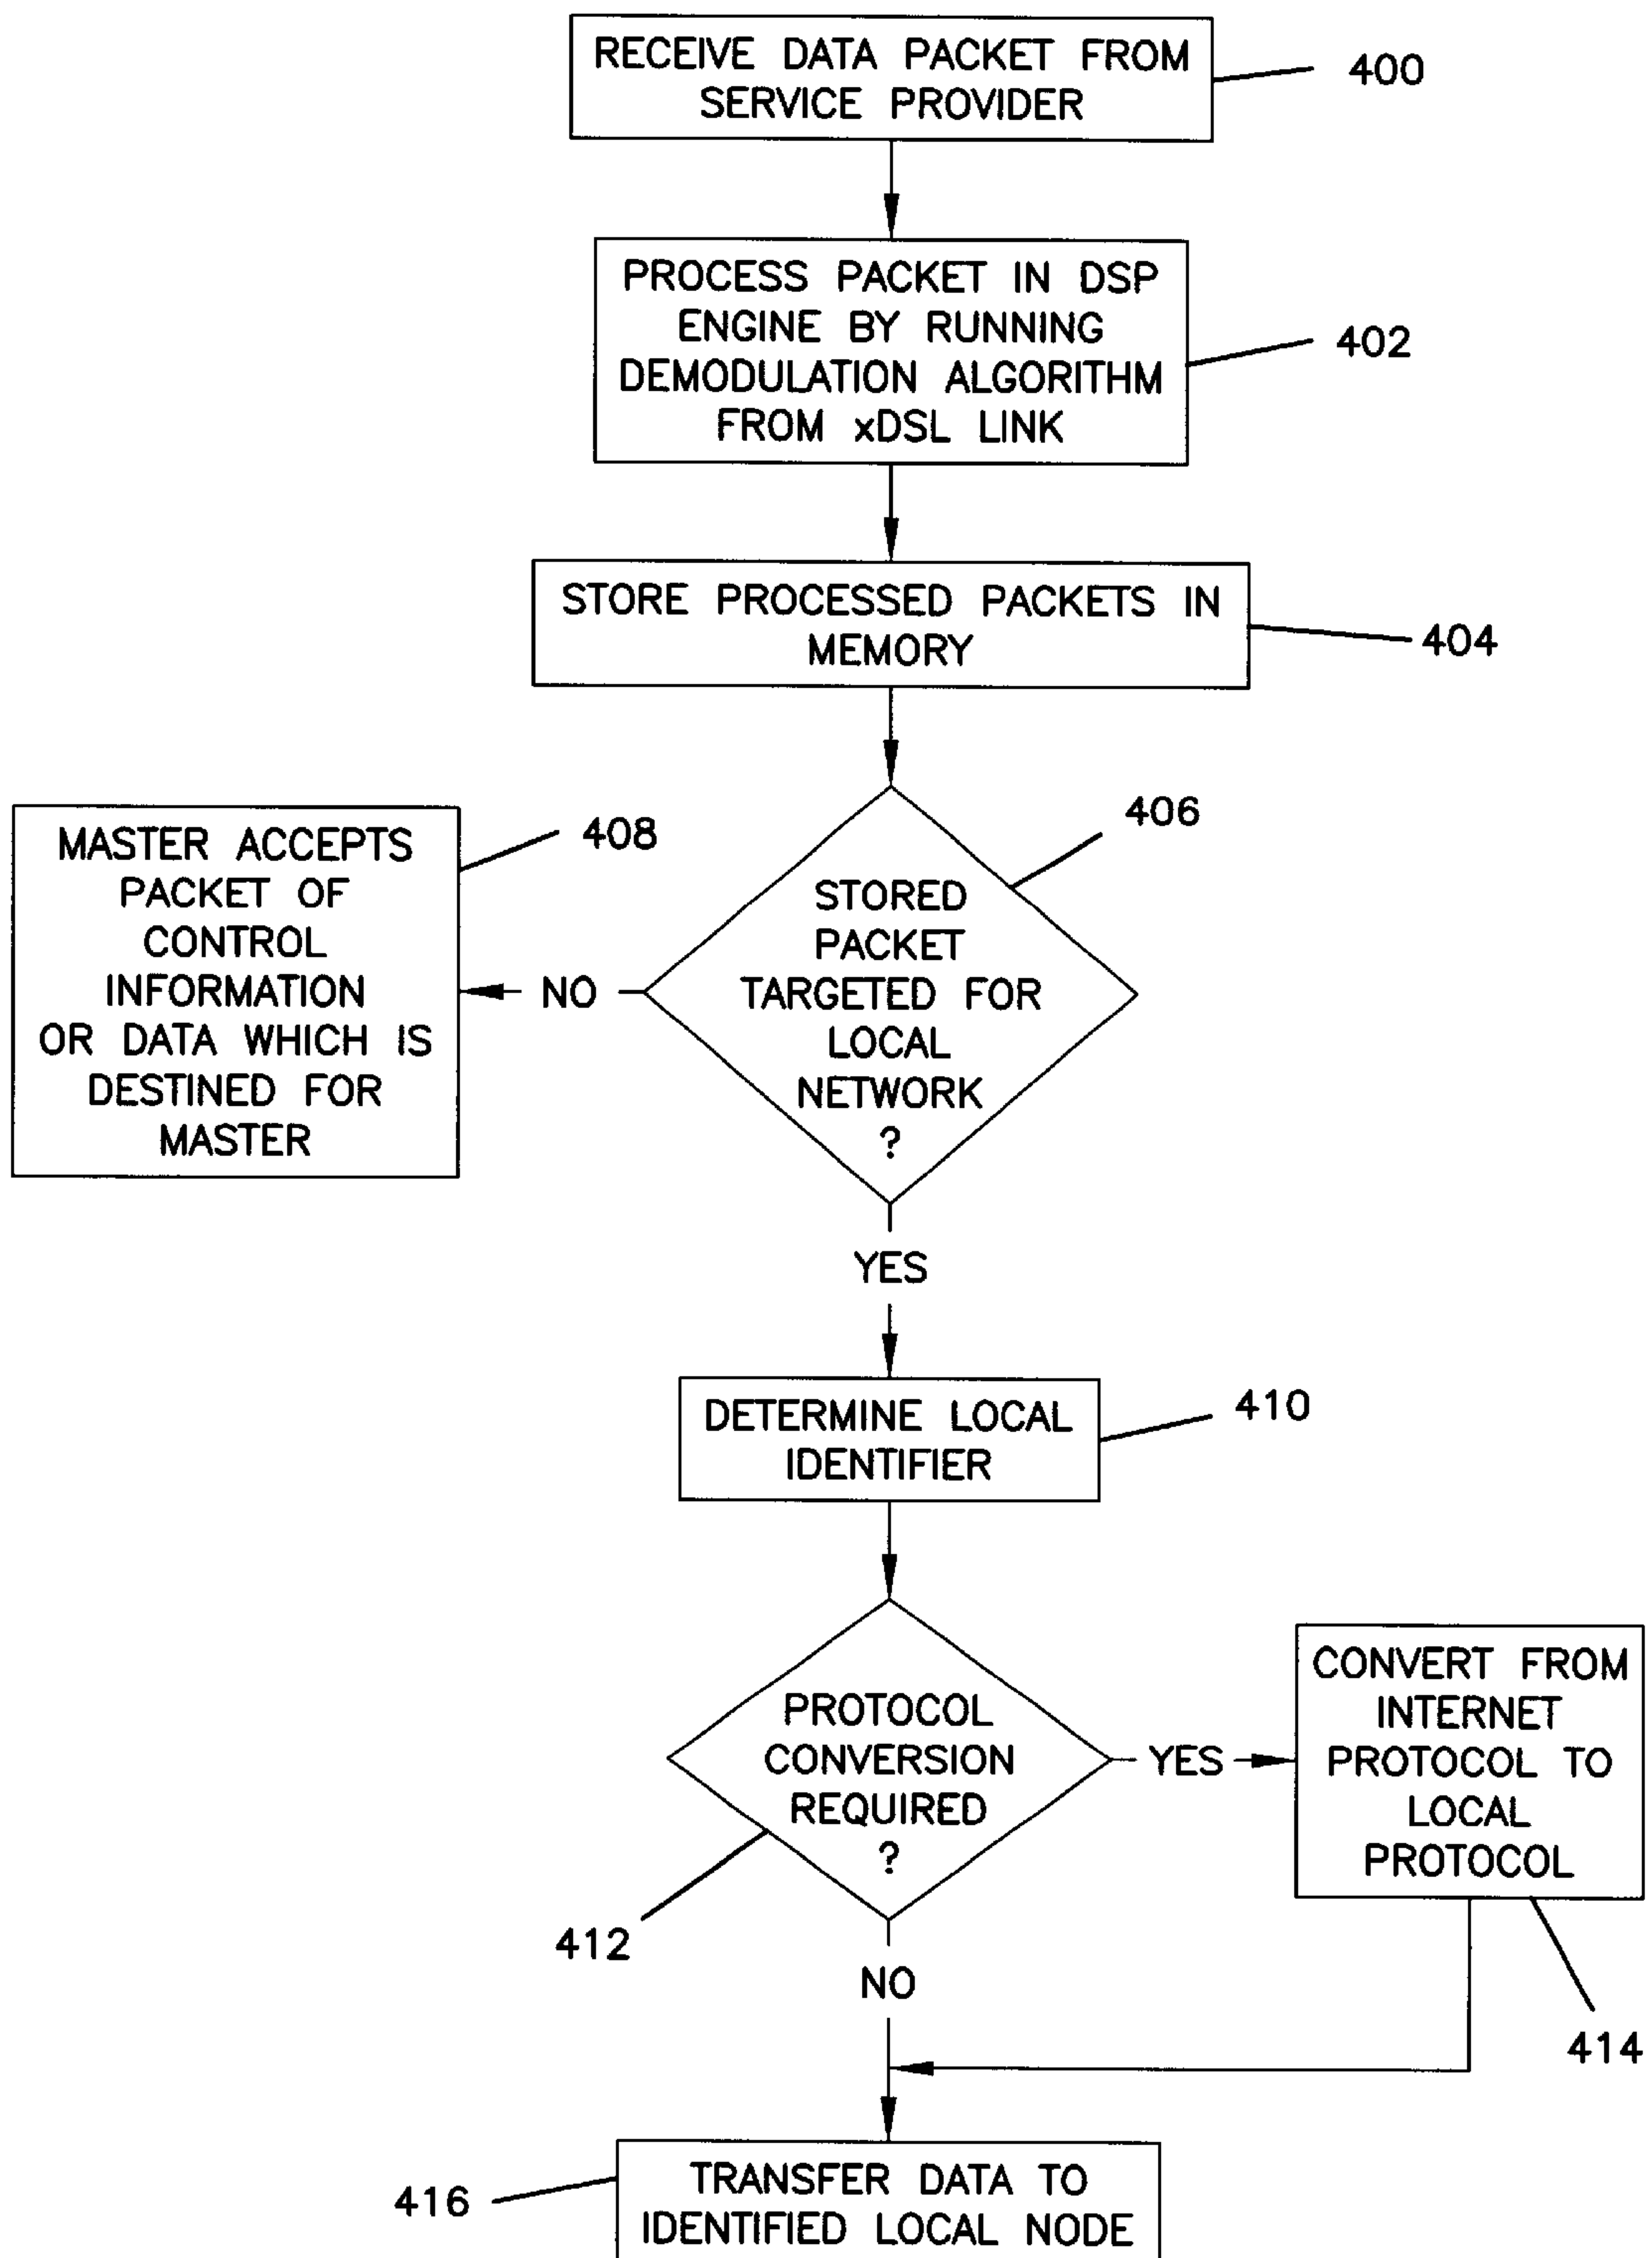 RECEIVE DATA PACKET FROM
SERVICE PROVIDER
400
PROCESS PACKET IN DSP
ENGINE BY RUNNING
DEMODULATION ALGORITHM
FROM xDSL LINK
402
STORE PROCESSED PACKETS IN
MEMORY
404
406
STORED
PACKET
TARGETED FOR
LOCAL
NETWORK
?
NO
408
MASTER ACCEPTS
PACKET OF
CONTROL
INFORMATION
OR DATA WHICH IS
DESTINED FOR
MASTER
YES
DETERMINE LOCAL
IDENTIFIER
410
PROTOCOL
CONVERSION
REQUIRED
?
412
YES
CONVERT FROM
INTERNET
PROTOCOL TO
LOCAL
PROTOCOL
414
NO
416
TRANSFER DATA TO
IDENTIFIED LOCAL NODE